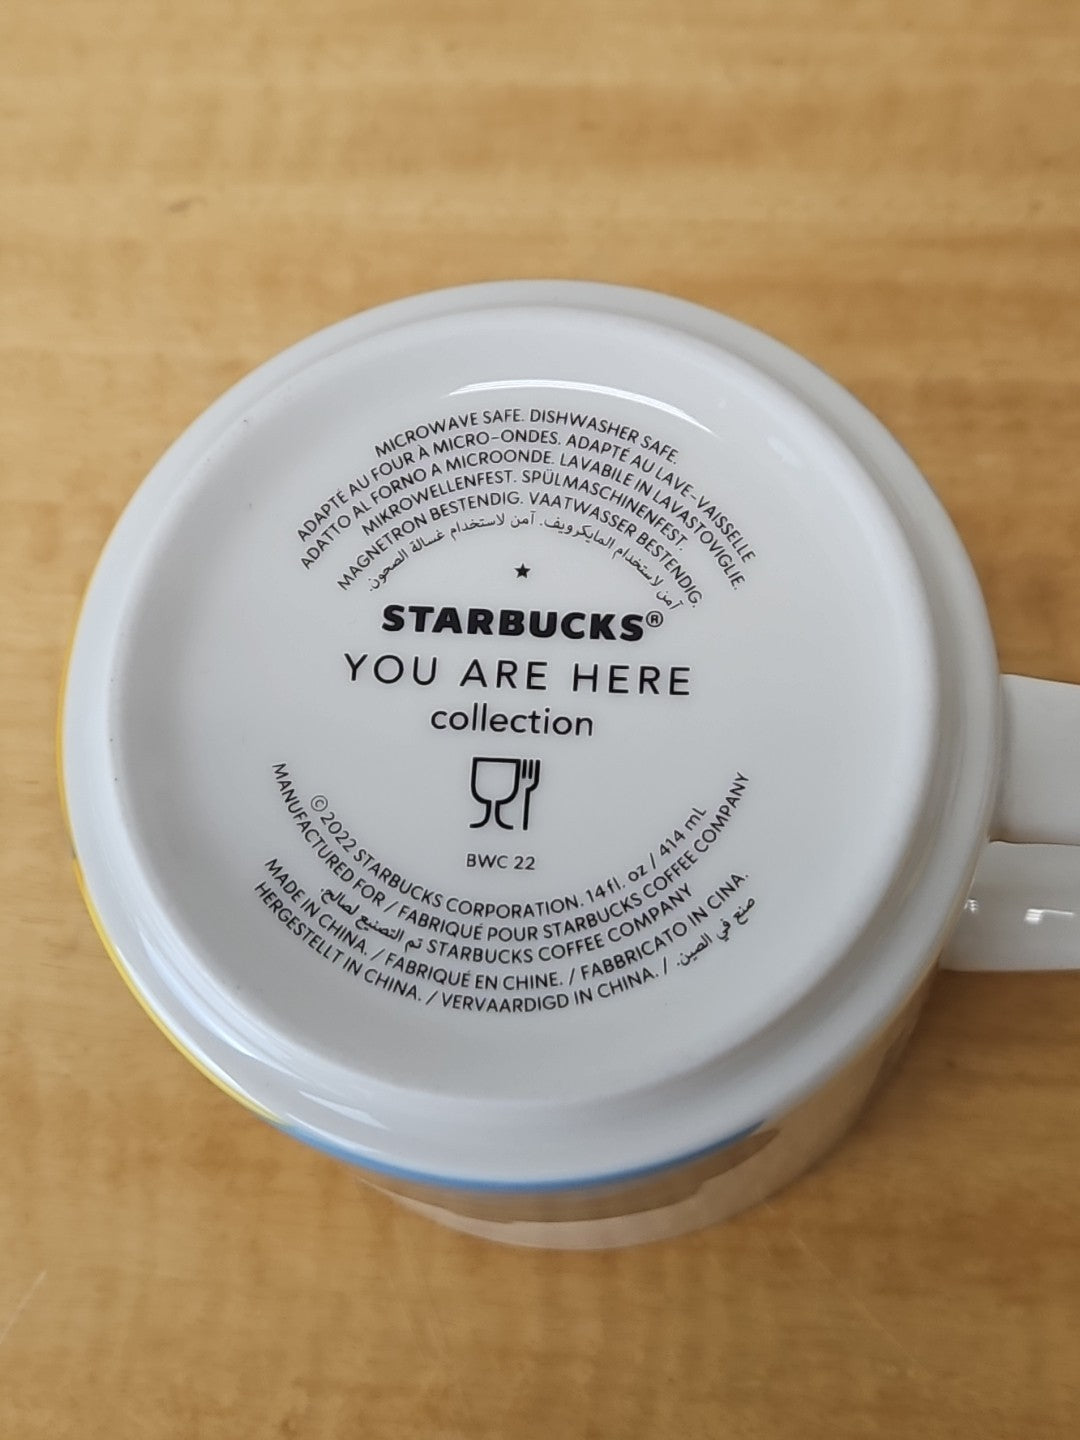 MICROWAVE SAFE. DISHWASHER SAFE.
ADAPTÉ AU FOUR À MICRO-ONDES. ADAPTÉ AU LAVE-VAISSELLE
ADATTO AL FORNO A MICROONDE. LAVABILE IN LAVASTOVIGLIE.
MIKROWELLENFEST. SPÜLMASCHINENFEST.
MAGNETRON BESTENDIG. VAATWASSER BESTENDIG.
آمن لاستخدام المايكرويف. آمن لاستخدام غسالة الصحون.
STARBUCKS®
YOU ARE HERE
collection
BWC 22
©2022 STARBUCKS CORPORATION. 14 fl. oz / 414 mL
MANUFACTURED FOR / FABRIQUÉ POUR STARBUCKS COFFEE COMPANY
تم التصنيع لصالح: STARBUCKS COFFEE COMPANY
MADE IN CHINA. / FABRIQUÉ EN CHINE. / FABBRICATO IN CINA.
HERGESTELLT IN CHINA. / VERVAARDIGD IN CHINA. / صنع في الصين.